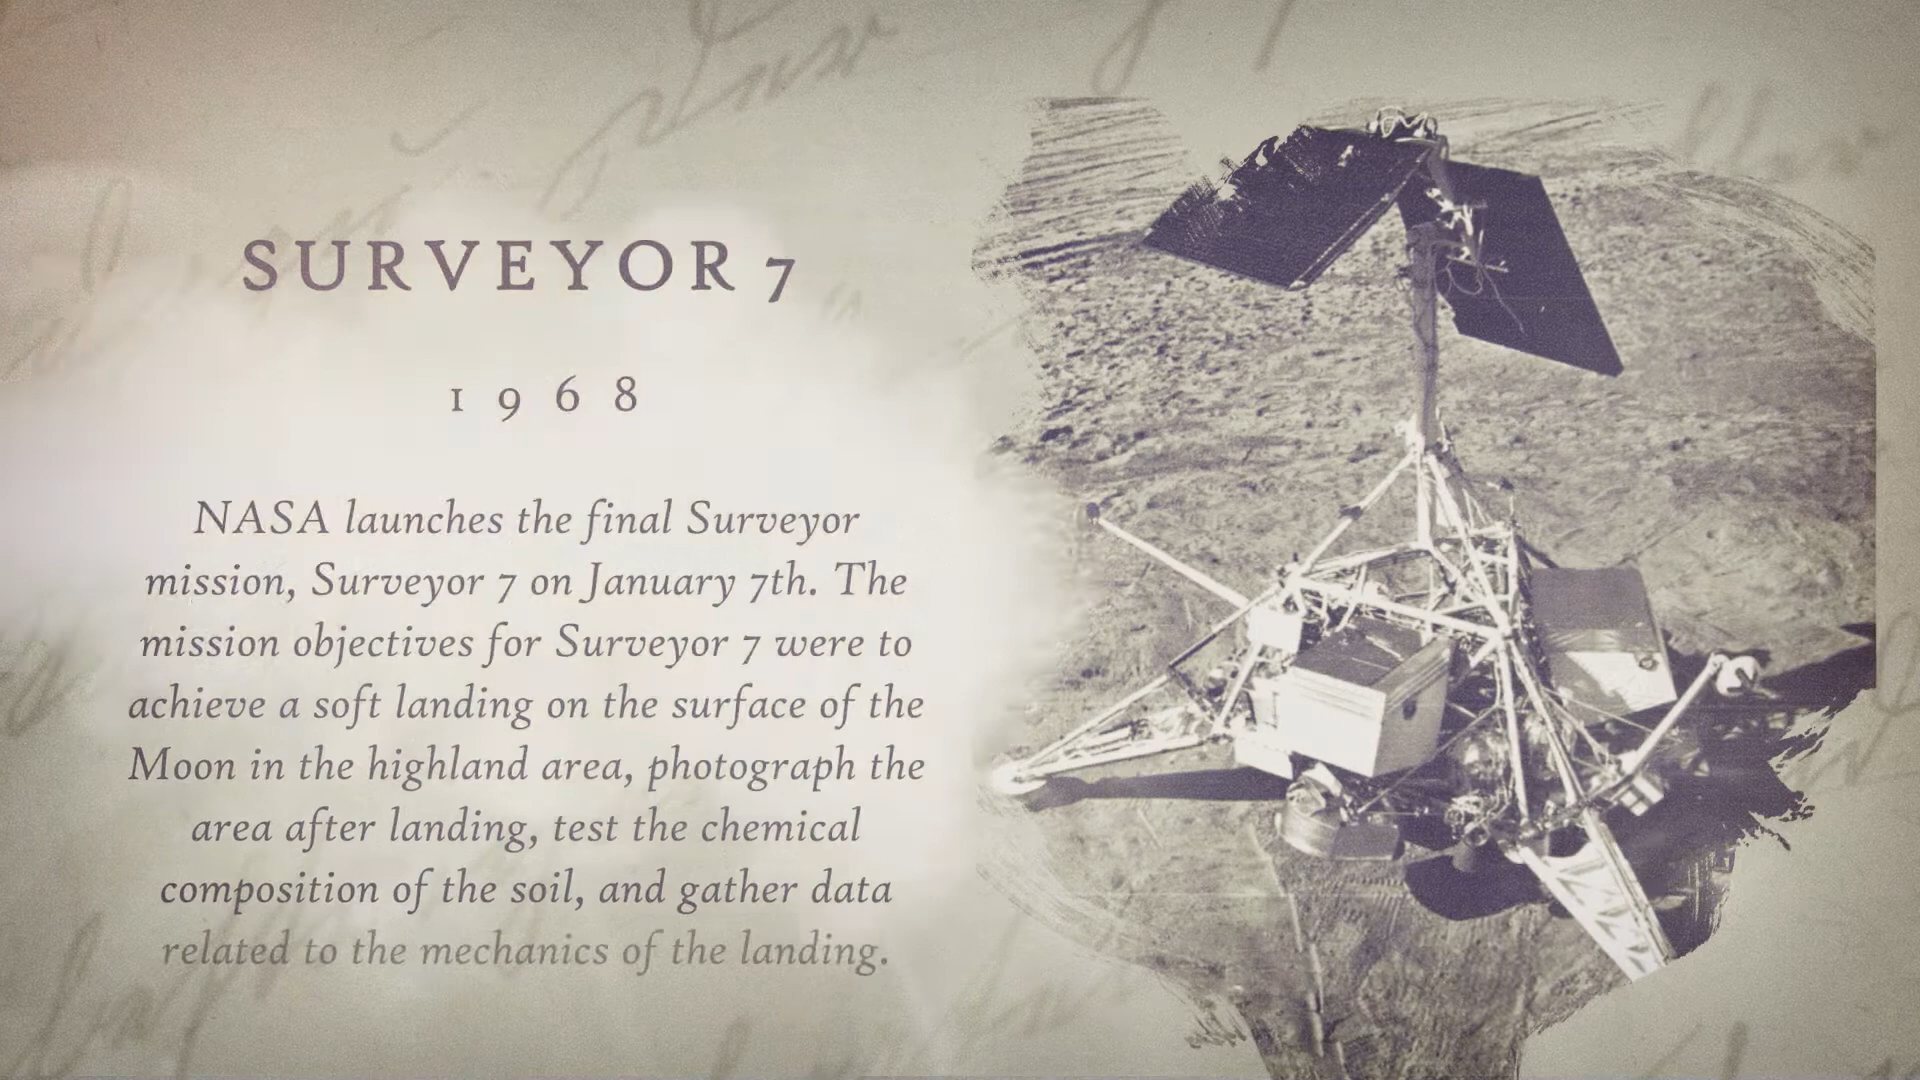 SURVEYOR 7
1968
NASA launches the final Surveyor
mission, Surveyor 7 on January 7th. The
mission objectives for Surveyor 7 were to
achieve a soft landing on the surface of the
Moon in the highland area, photograph the
area after landing, test the chemical
composition of the soil, and gather data
related to the mechanics of the landing.